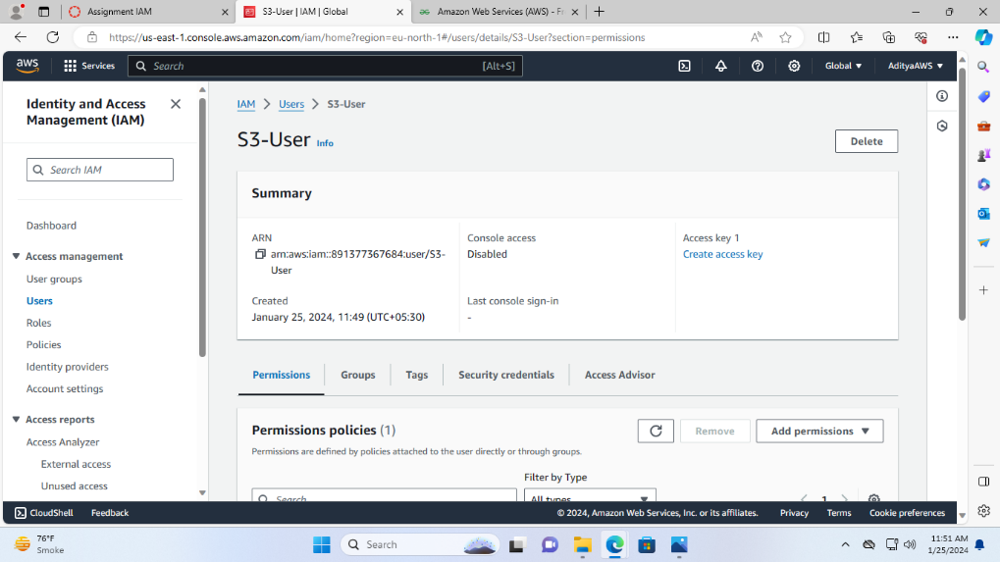 Assignment IAM
S3-User | IAM | Global
Amazon Web Services (AWS) - Fr
https://us-east-1.console.aws.amazon.com/iam/home?region=eu-north-1#/users/details/S3-User?section=permissions
aws
Services
Search
[Alt+S]
Global
AdityaAWS
Identity and Access
Management (IAM)
Search IAM
Dashboard
Access management
User groups
Users
Roles
Policies
Identity providers
Account settings
Access reports
Access Analyzer
External access
Unused access
IAM > Users > S3-User
S3-User Info
Delete
Summary
ARN
arn:aws:iam::891377367684:user/S3-
User
Console access
Disabled
Access key 1
Create access key
Created
January 25, 2024, 11:49 (UTC+05:30)
Last console sign-in
-
Permissions
Groups
Tags
Security credentials
Access Advisor
Permissions policies (1)
Remove
Add permissions
Permissions are defined by policies attached to the user directly or through groups.
Filter by Type
Search
All types
1
CloudShell
Feedback
© 2024, Amazon Web Services, Inc. or its affiliates.
Privacy
Terms
Cookie preferences
76°F
Smoke
Search
11:51 AM
1/25/2024